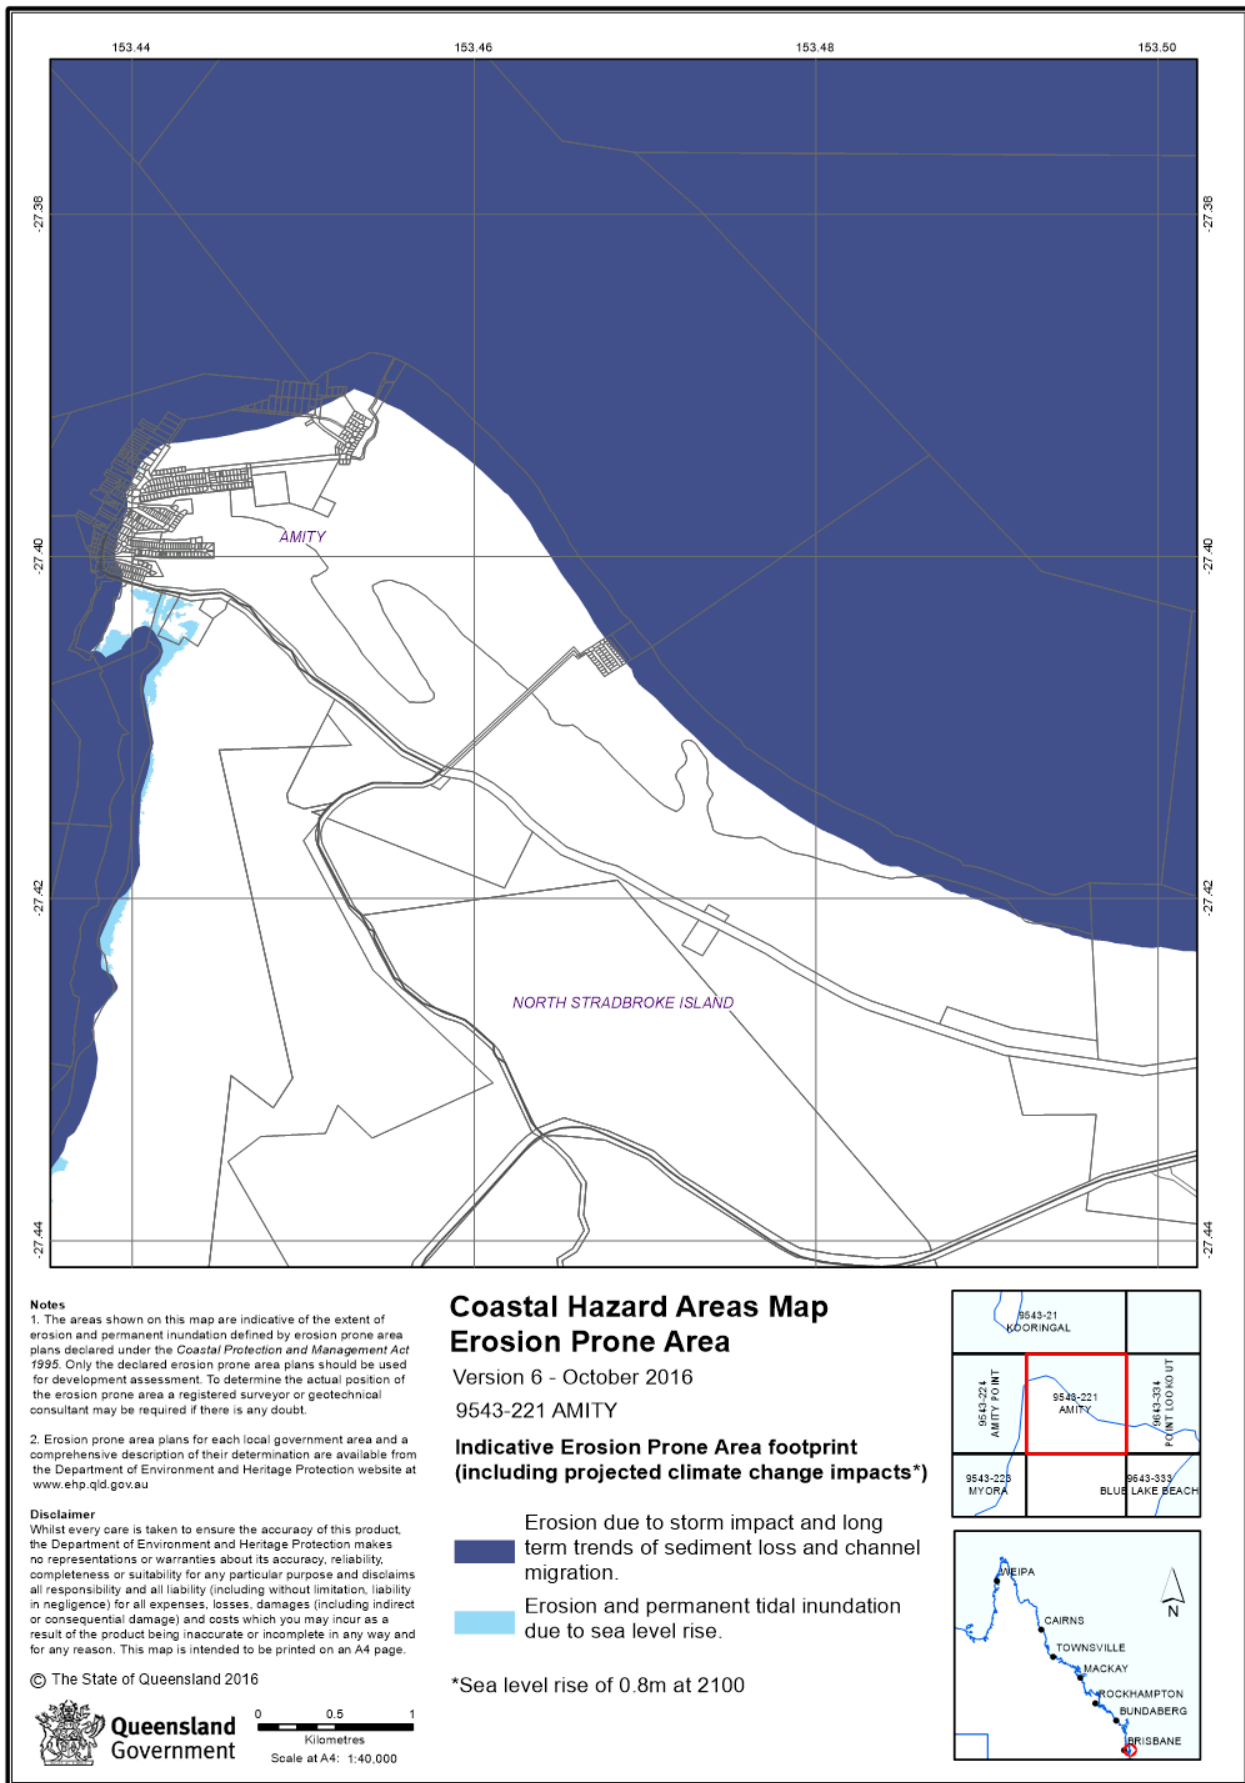 153.44 153.46 153.48 153.50
-27.38 -27.38
AMITY
-27.40 -27.40
-27.42 -27.42
NORTH STRADBROKE ISLAND
-27.44 -27.44
Notes
1. The areas shown on this map are indicative of the extent of
erosion and permanent inundation defined by erosion prone area
plans declared under the Coastal Protection and Management Act
1995. Only the declared erosion prone area plans should be used
for development assessment. To determine the actual position of
the erosion prone area a registered surveyor or geotechnical
consultant may be required if there is any doubt.
2. Erosion prone area plans for each local government area and a
comprehensive description of their determination are available from
the Department of Environment and Heritage Protection website at
www.ehp.qld.gov.au
Disclaimer
Whilst every care is taken to ensure the accuracy of this product,
the Department of Environment and Heritage Protection makes
no representations or warranties about its accuracy, reliability,
completeness or suitability for any particular purpose and disclaims
all responsibility and all liability (including without limitation, liability
in negligence) for all expenses, losses, damages (including indirect
or consequential damage) and costs which you may incur as a
result of the product being inaccurate or incomplete in any way and
for any reason. This map is intended to be printed on an A4 page.
© The State of Queensland 2016
Queensland
Government
0 0.5 1
Kilometres
Scale at A4: 1:40,000
Coastal Hazard Areas Map
Erosion Prone Area
Version 6 - October 2016
9543-221 AMITY
Indicative Erosion Prone Area footprint
(including projected climate change impacts*)
Erosion due to storm impact and long
term trends of sediment loss and channel
migration.
Erosion and permanent tidal inundation
due to sea level rise.
*Sea level rise of 0.8m at 2100
9543-21
KOORINGAL
9543-224
AMITY POINT
9543-221
AMITY
9643-334
POINT LOOKOUT
9543-223
MYORA
9543-333
BLUE LAKE BEACH
WEIPA
N
CAIRNS
TOWNSVILLE
MACKAY
ROCKHAMPTON
BUNDABERG
BRISBANE